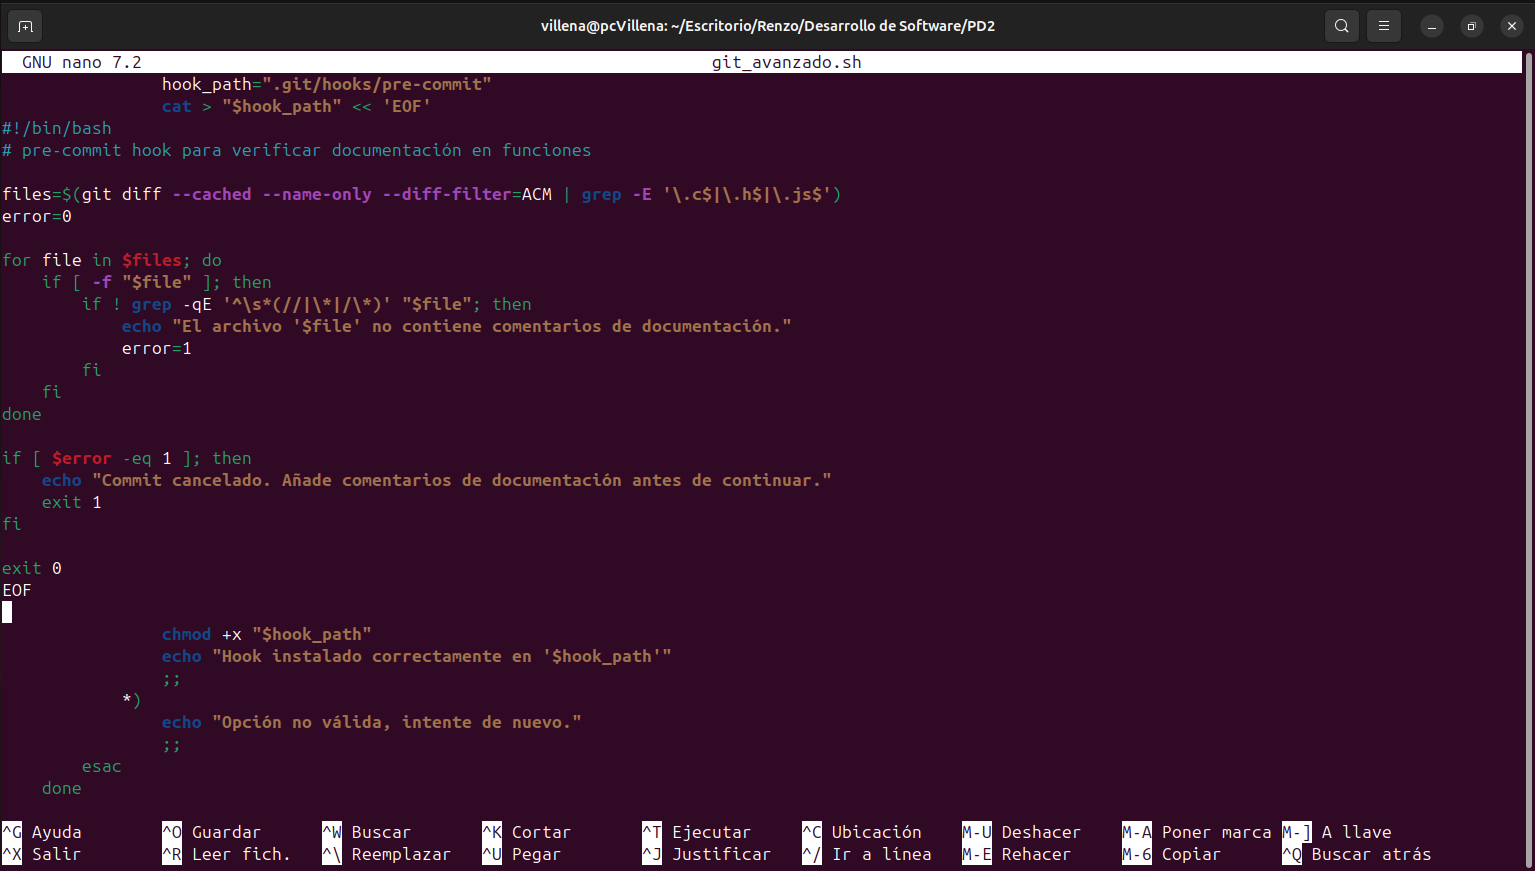 villena@pcVillena: ~/Escritorio/Renzo/Desarrollo de Software/PD2
GNU nano 7.2 git_avanzado.sh
hook_path=".git/hooks/pre-commit"
cat > "$hook_path" << 'EOF'
#!/bin/bash
# pre-commit hook para verificar documentación en funciones
files=$(git diff --cached --name-only --diff-filter=ACM | grep -E '\.c$|\.h$|\.js$')
error=0
for file in $files; do
if [ -f "$file" ]; then
if ! grep -qE '^\s*(//|\*|/\*)' "$file"; then
echo "El archivo '$file' no contiene comentarios de documentación."
error=1
fi
fi
done
if [ $error -eq 1 ]; then
echo "Commit cancelado. Añade comentarios de documentación antes de continuar."
exit 1
fi
exit 0
EOF
chmod +x "$hook_path"
echo "Hook instalado correctamente en '$hook_path'"
;;
*)
echo "Opción no válida, intente de nuevo."
;;
esac
done
^G Ayuda ^O Guardar ^W Buscar ^K Cortar ^T Ejecutar ^C Ubicación M-U Deshacer M-A Poner marca M-] A llave
^X Salir ^R Leer fich. ^\ Reemplazar ^U Pegar ^J Justificar ^/ Ir a línea M-E Rehacer M-6 Copiar ^Q Buscar atrás